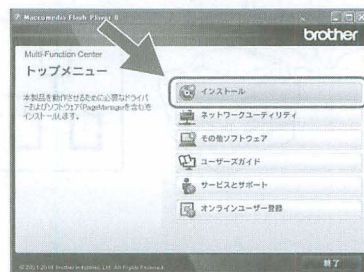 Macromedia Flash Player 8
brother
Multi-Function Center
トップメニュー
本製品を動作させるために必要なドライバ
ーおよびソフトウェア(PageManagerを含む)を
インストールします。
インストール
ネットワークユーティリティ
その他ソフトウェア
ユーザーズガイド
サービスとサポート
オンラインユーザー登録
終了